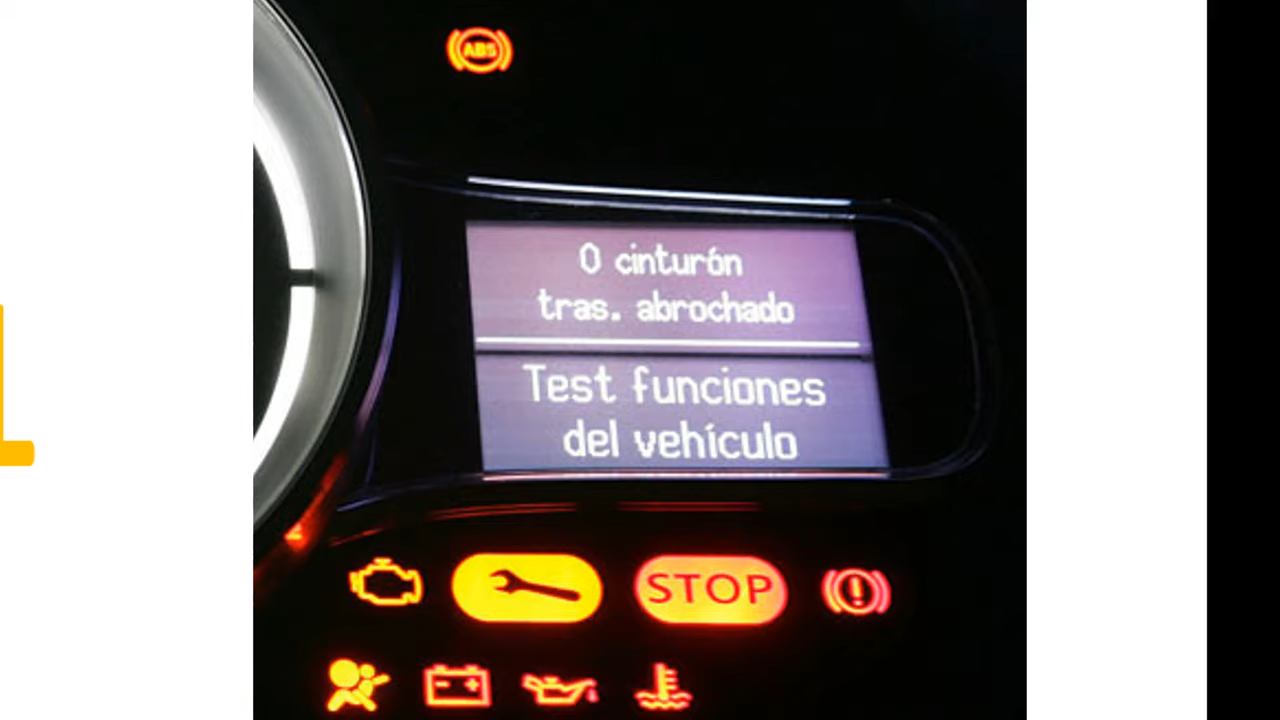 ABS
0 cinturón
tras. abrochado
Test funciones
del vehículo
STOP